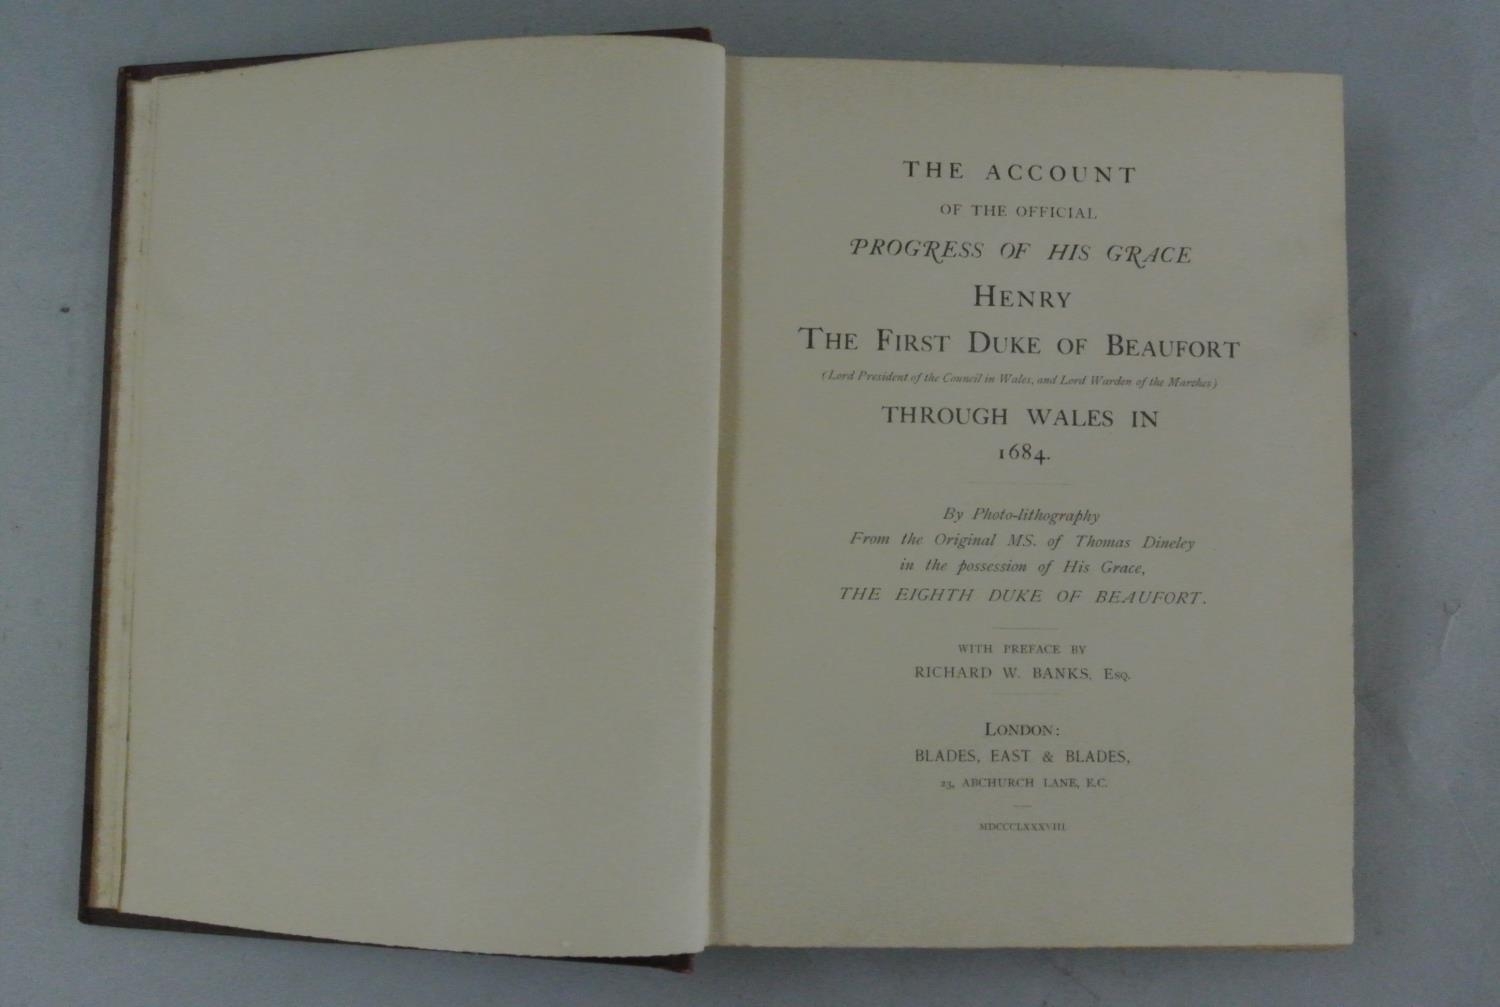 THE ACCOUNT
OF THE OFFICIAL
PROGRESS OF HIS GRACE
HENRY
THE FIRST DUKE OF BEAUFORT
(Lord President of the Council in Wales, and Lord Warden of the Marches)
THROUGH WALES IN
1684.
By Photo-lithography
From the Original MS. of Thomas Dineley
in the possession of His Grace,
THE EIGHTH DUKE OF BEAUFORT.
WITH PREFACE BY
RICHARD W. BANKS, ESQ.
LONDON:
BLADES, EAST & BLADES,
23, ABCHURCH LANE, E.C.
MDCCCLXXXVIII